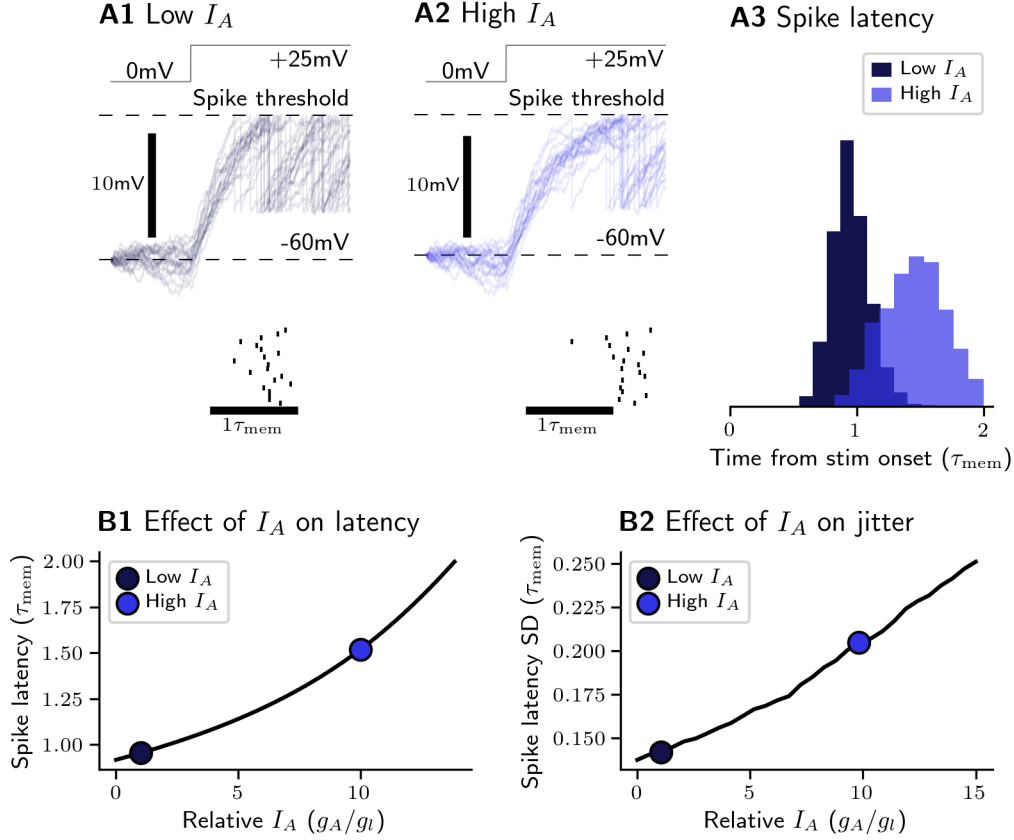 A1 Low I_A
0mV
+25mV
Spike threshold
10mV
-60mV
1τ_mem
A2 High I_A
0mV
+25mV
Spike threshold
10mV
-60mV
1τ_mem
A3 Spike latency
Low I_A
High I_A
0 1 2
Time from stim onset (τ_mem)
B1 Effect of I_A on latency
Spike latency (τ_mem)
2.00
1.75
1.50
1.25
1.00
Low I_A
High I_A
0 5 10
Relative I_A (g_A/g_l)
B2 Effect of I_A on jitter
Spike latency SD (τ_mem)
0.250
0.225
0.200
0.175
0.150
Low I_A
High I_A
0 5 10 15
Relative I_A (g_A/g_l)